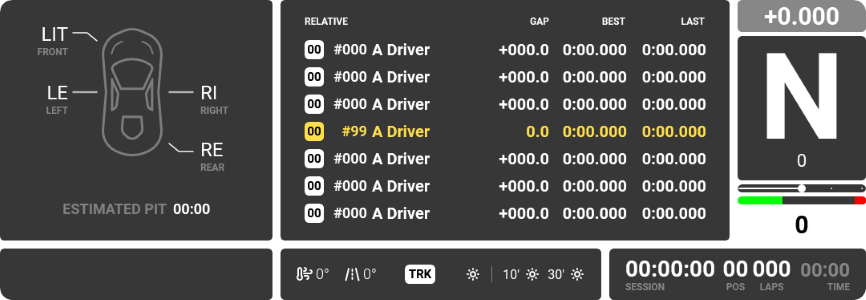 LIT
FRONT
LE
LEFT
RI
RIGHT
RE
REAR
ESTIMATED PIT 00:00
RELATIVE GAP BEST LAST
00 #000 A Driver +000.0 0:00.000 0:00.000
00 #000 A Driver +000.0 0:00.000 0:00.000
00 #000 A Driver +000.0 0:00.000 0:00.000
00 #99 A Driver 0.0 0:00.000 0:00.000
00 #000 A Driver +000.0 0:00.000 0:00.000
00 #000 A Driver +000.0 0:00.000 0:00.000
00 #000 A Driver +000.0 0:00.000 0:00.000
+0.000
N
0
0
0° 0° TRK 10' 30'
00:00:00 00 000 00:00
SESSION POS LAPS TIME